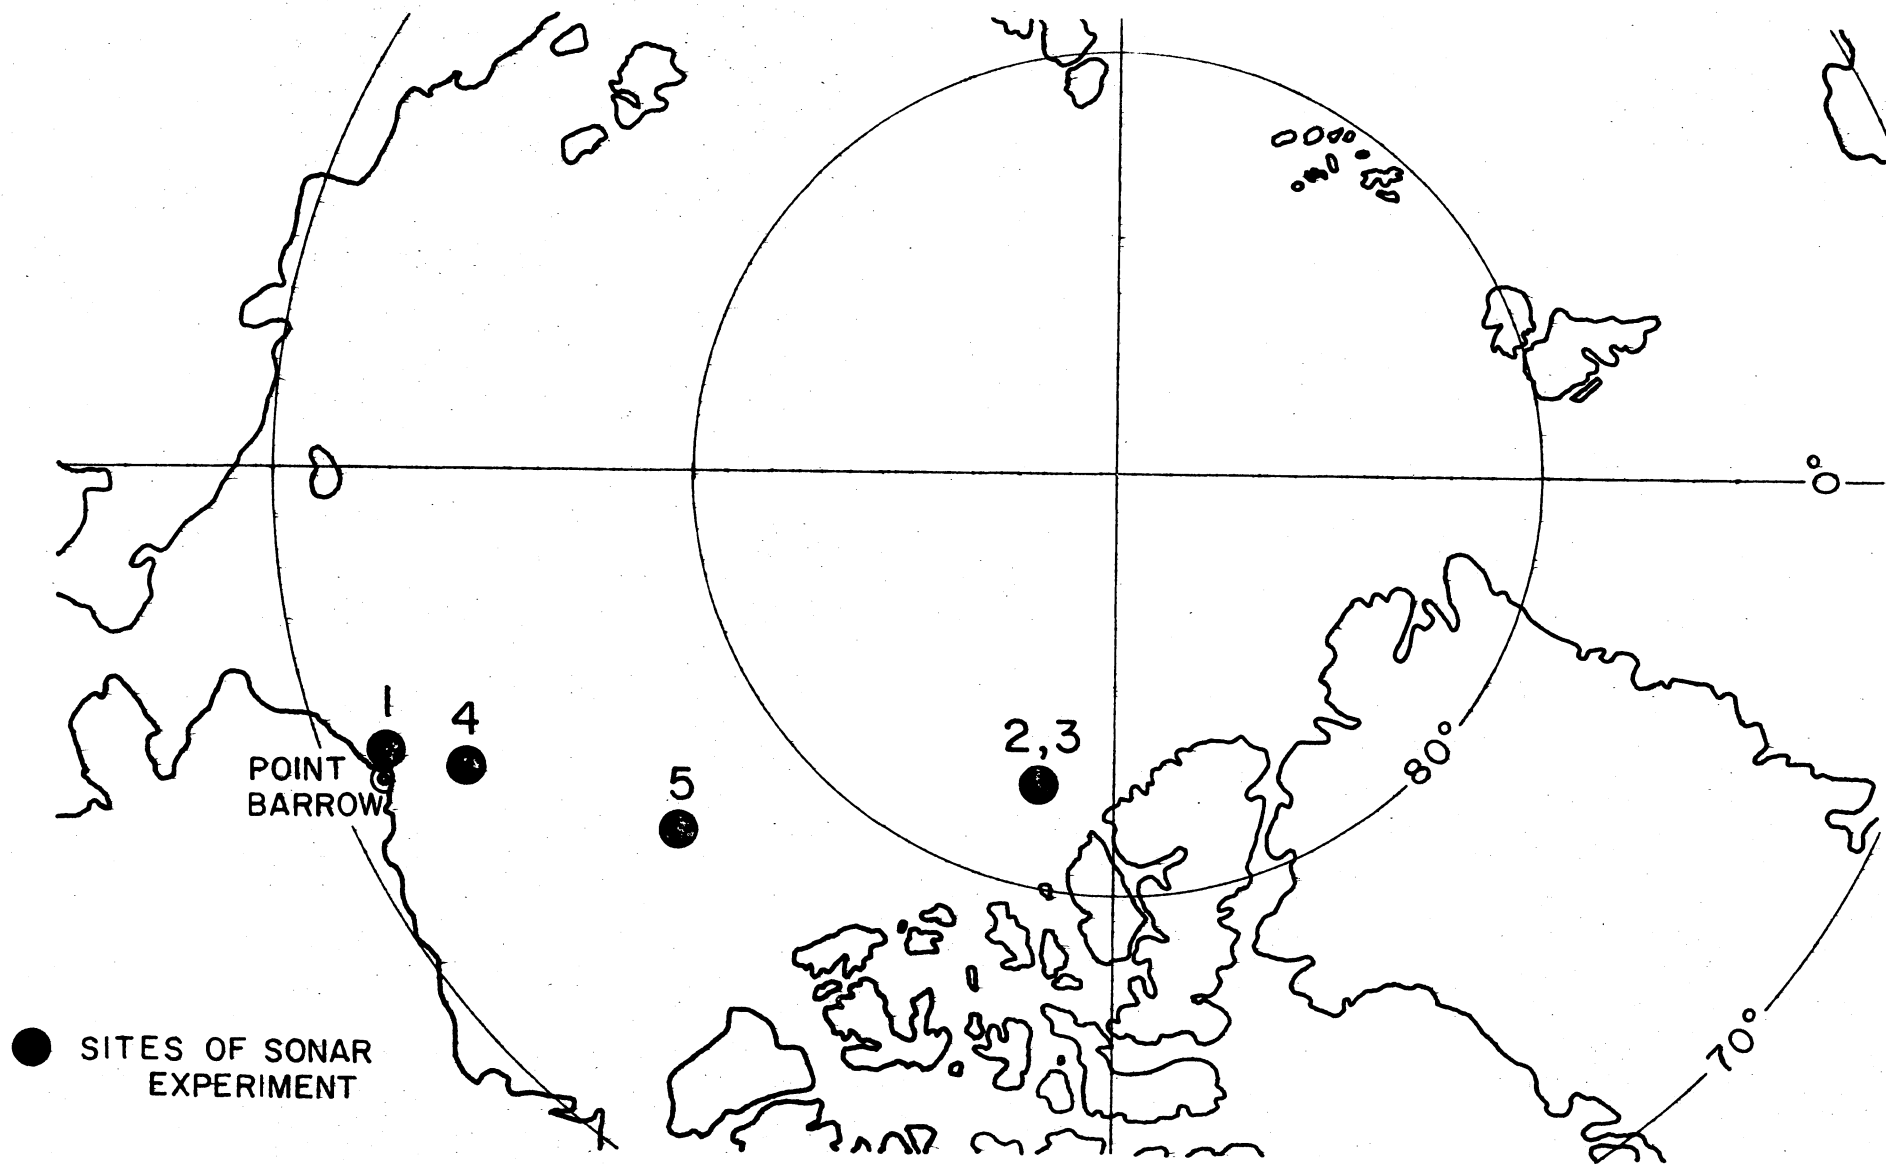 0°
1
4
2,3
80°
POINT
BARROW
5
70°
SITES OF SONAR
EXPERIMENT